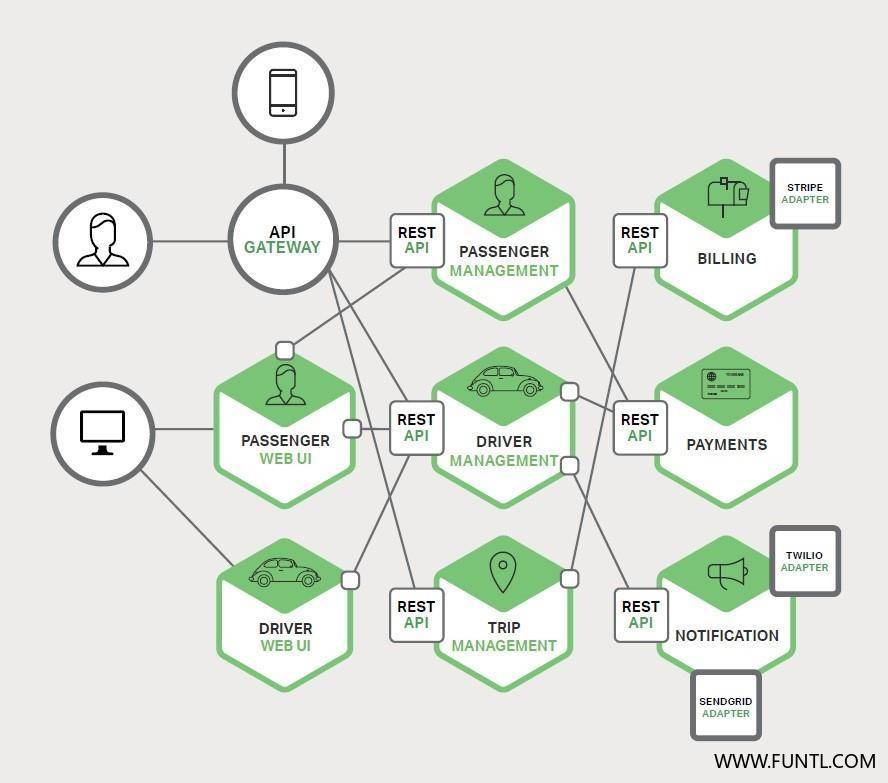 API
GATEWAY
REST
API
PASSENGER
MANAGEMENT
REST
API
BILLING
STRIPE
ADAPTER
PASSENGER
WEB UI
REST
API
DRIVER
MANAGEMENT
REST
API
PAYMENTS
DRIVER
WEB UI
REST
API
TRIP
MANAGEMENT
REST
API
NOTIFICATION
TWILIO
ADAPTER
SENDGRID
ADAPTER
WWW.FUNTL.COM